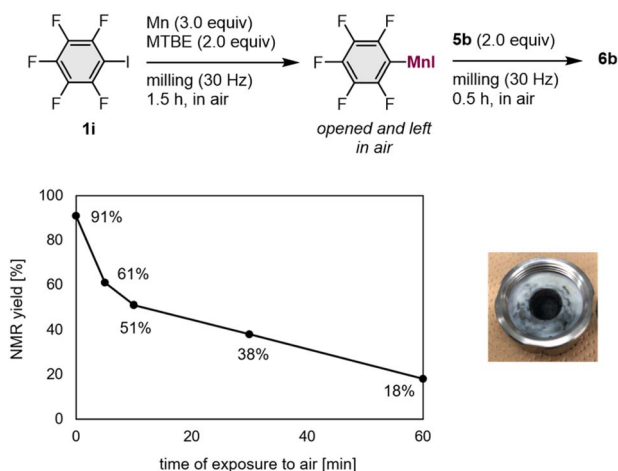 F F
F I
F F
1i
Mn (3.0 equiv)
MTBE (2.0 equiv)
milling (30 Hz)
1.5 h, in air
F F
F MnI
F F
opened and left
in air
5b (2.0 equiv)
milling (30 Hz)
0.5 h, in air
6b
NMR yield [%]
100
80
60
40
20
0
91%
61%
51%
38%
18%
0 20 40 60
time of exposure to air [min]